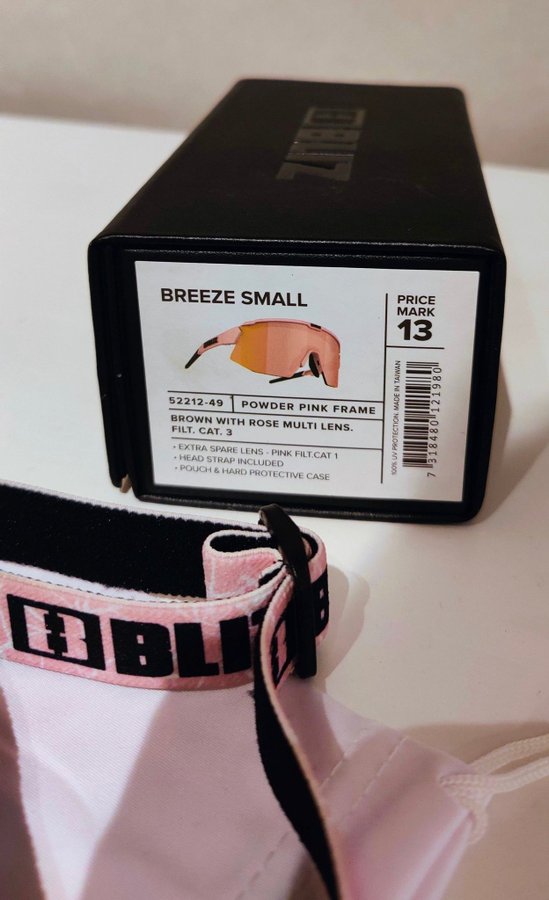 BLIZ
BREEZE SMALL
PRICE
MARK
13
52212-49
POWDER PINK FRAME
BROWN WITH ROSE MULTI LENS.
FILT. CAT. 3
• EXTRA SPARE LENS - PINK FILT.CAT 1
• HEAD STRAP INCLUDED
• POUCH & HARD PROTECTIVE CASE
100% UV PROTECTION. MADE IN TAIWAN
7 318480 121980
BLIZ
B